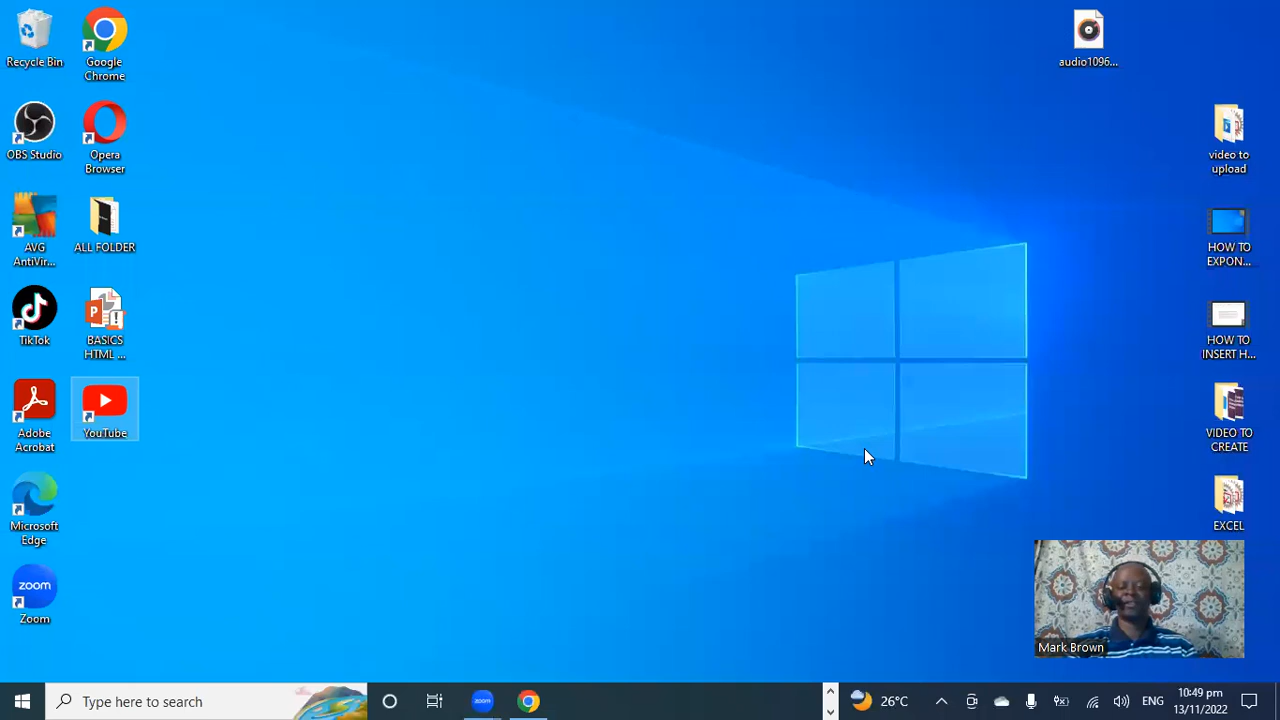 Recycle Bin
Google
Chrome
OBS Studio
Opera
Browser
AVG
AntiVir...
ALL FOLDER
TikTok
BASICS
HTML ...
Adobe
Acrobat
YouTube
Microsoft
Edge
zoom
Zoom
audio1096...
video to
upload
HOW TO
EXPON...
HOW TO
INSERT H...
VIDEO TO
CREATE
EXCEL
Mark Brown
Type here to search
zoom
26°C
ENG
10:49 pm
13/11/2022